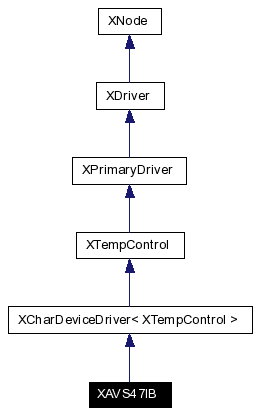 XNode
XDriver
XPrimaryDriver
XTempControl
XCharDeviceDriver< XTempControl >
XAVS47IB